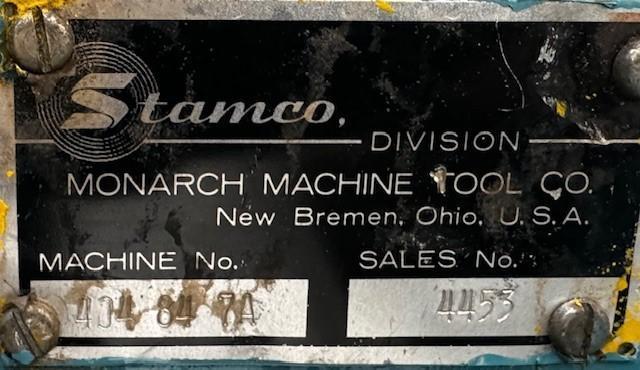 Stamco,
DIVISION
MONARCH MACHINE TOOL CO.
New Bremen, Ohio, U.S.A.
MACHINE No. SALES No.
404 84 7A 4453